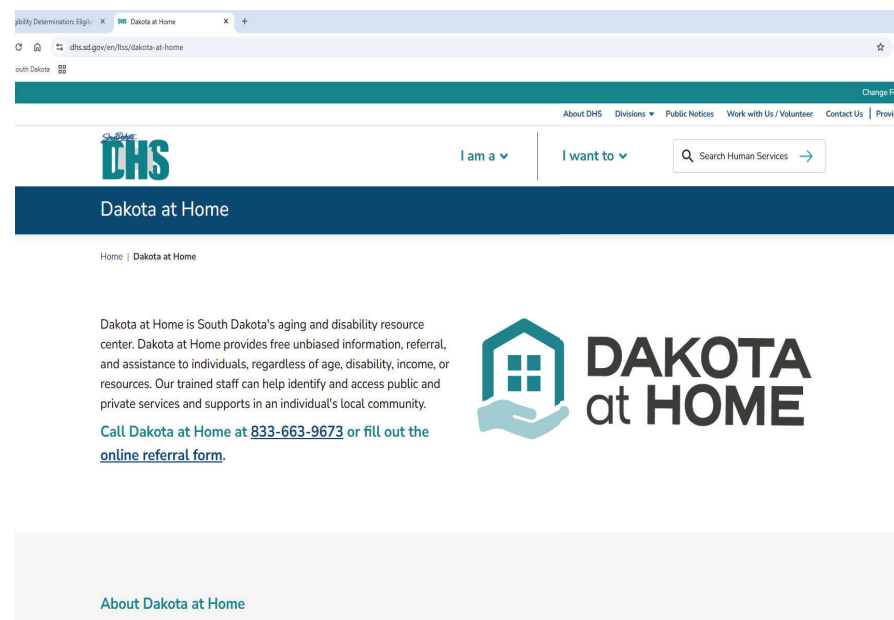 gibility Determination: Eligib
Dakota at Home
dhs.sd.gov/en/ltss/dakota-at-home
outh Dakota
Change F
About DHS Divisions Public Notices Work with Us / Volunteer Contact Us | Provi
South Dakota
DHS
I am a
I want to
Search Human Services
Dakota at Home
Home | Dakota at Home
Dakota at Home is South Dakota's aging and disability resource
center. Dakota at Home provides free unbiased information, referral,
and assistance to individuals, regardless of age, disability, income, or
resources. Our trained staff can help identify and access public and
private services and supports in an individual's local community.
Call Dakota at Home at 833-663-9673 or fill out the
online referral form.
DAKOTA
at HOME
About Dakota at Home